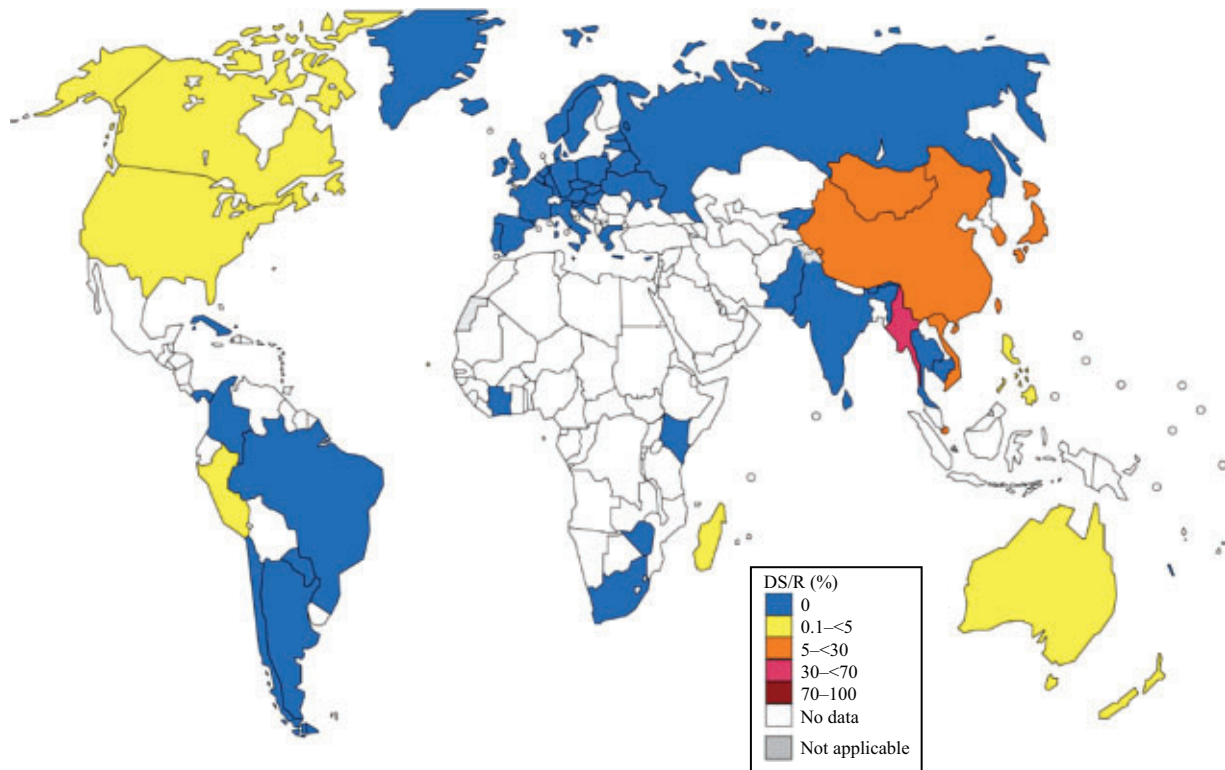 DS/R (%)
0
0.1–<5
5–<30
30–<70
70–100
No data
Not applicable